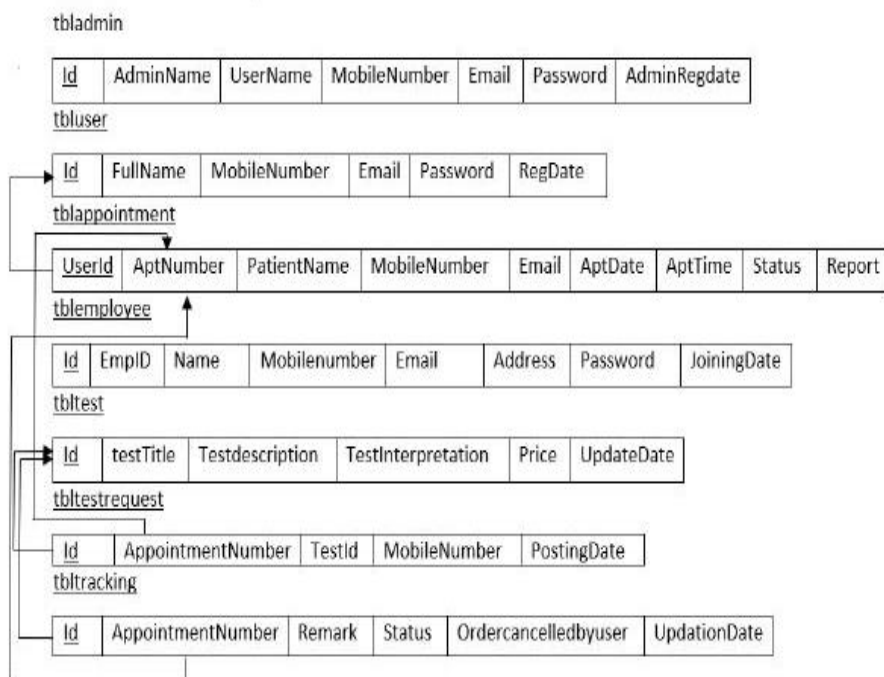 tbladmin
Id AdminName UserName MobileNumber Email Password AdminRegdate
tbluser
Id FullName MobileNumber Email Password RegDate
tblappointment
UserId AptNumber PatientName MobileNumber Email AptDate AptTime Status Report
tblemployee
Id EmpID Name Mobilenumber Email Address Password JoiningDate
tbltest
Id testTitle Testdescription TestInterpretation Price UpdateDate
tbltestrequest
Id AppointmentNumber TestId MobileNumber PostingDate
tbltracking
Id AppointmentNumber Remark Status Ordercancelledbyuser UpdationDate